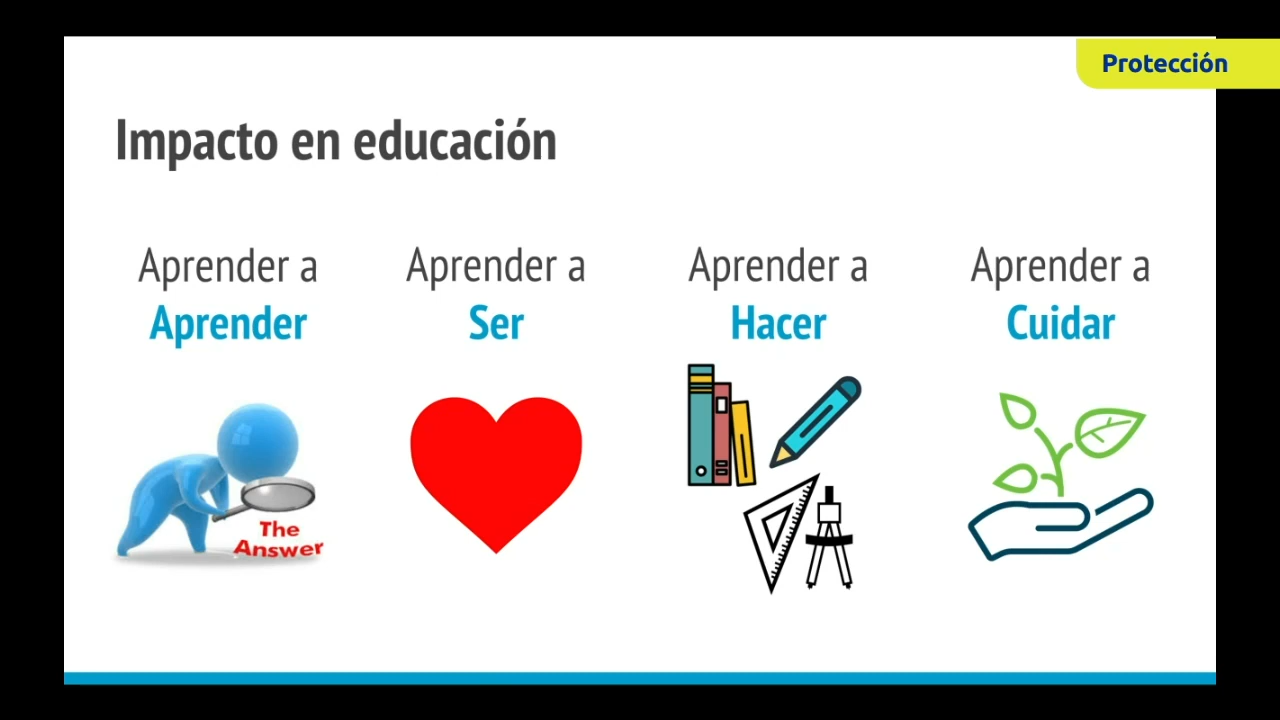 Protección
Impacto en educación
Aprender a
Aprender
Aprender a
Ser
Aprender a
Hacer
Aprender a
Cuidar
The
Answer